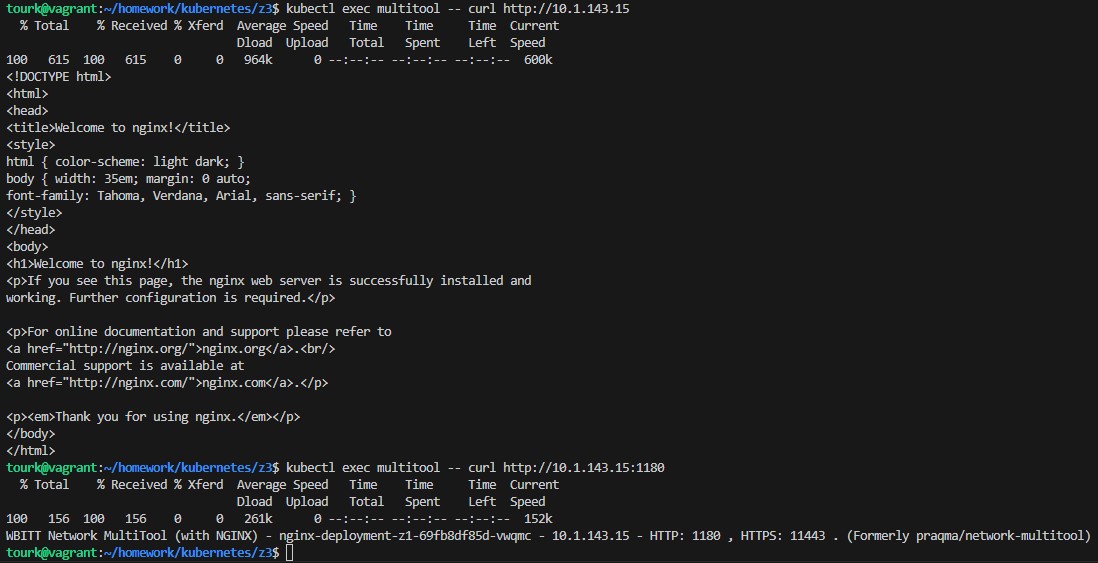 tourk@vagrant:~/homework/kubernetes/z3$ kubectl exec multitool -- curl http://10.1.143.15
  % Total    % Received % Xferd  Average Speed   Time    Time     Time  Current
                                 Dload  Upload   Total   Spent    Left  Speed
100   615  100   615    0     0   964k      0 --:--:-- --:--:-- --:--:--  600k
<!DOCTYPE html>
<html>
<head>
<title>Welcome to nginx!</title>
<style>
html { color-scheme: light dark; }
body { width: 35em; margin: 0 auto;
font-family: Tahoma, Verdana, Arial, sans-serif; }
</style>
</head>
<body>
<h1>Welcome to nginx!</h1>
<p>If you see this page, the nginx web server is successfully installed and
working. Further configuration is required.</p>

<p>For online documentation and support please refer to
<a href="http://nginx.org/">nginx.org</a>.<br/>
Commercial support is available at
<a href="http://nginx.com/">nginx.com</a>.</p>

<p><em>Thank you for using nginx.</em></p>
</body>
</html>
tourk@vagrant:~/homework/kubernetes/z3$ kubectl exec multitool -- curl http://10.1.143.15:1180
  % Total    % Received % Xferd  Average Speed   Time    Time     Time  Current
                                 Dload  Upload   Total   Spent    Left  Speed
100   156  100   156    0     0   261k      0 --:--:-- --:--:-- --:--:--  152k
WBITT Network MultiTool (with NGINX) - nginx-deployment-z1-69fb8df85d-vwqmc - 10.1.143.15 - HTTP: 1180 , HTTPS: 11443 . (Formerly praqma/network-multitool)
tourk@vagrant:~/homework/kubernetes/z3$